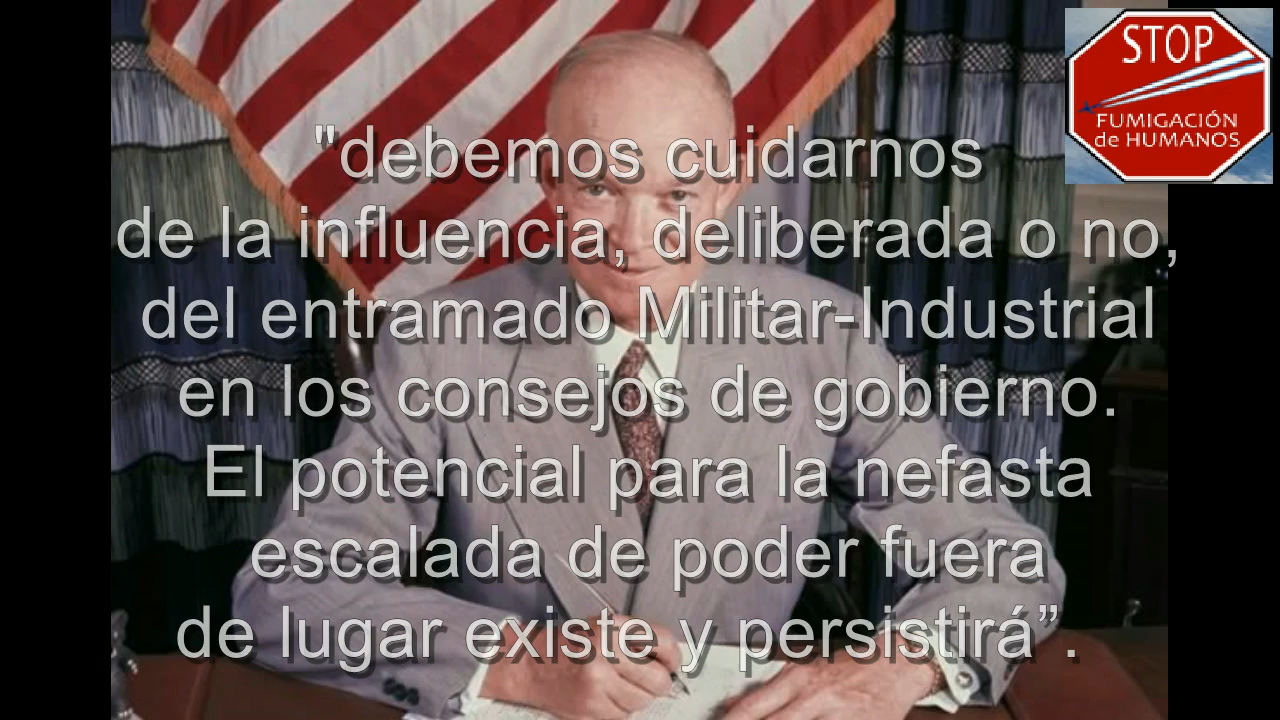 STOP
FUMIGACIÓN
de HUMANOS
"debemos cuidarnos
de la influencia, deliberada o no,
del entramado Militar-Industrial
en los consejos de gobierno.
El potencial para la nefasta
escalada de poder fuera
de lugar existe y persistirá”.